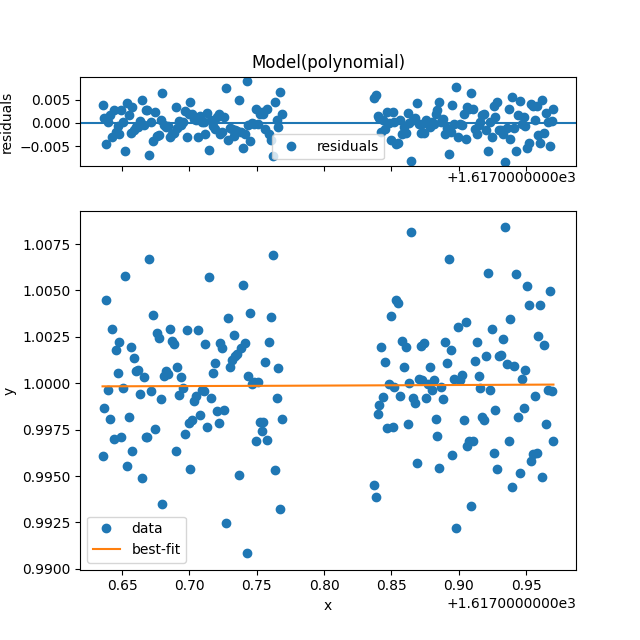 Model(polynomial)
residuals
0.005
0.000
−0.005
residuals
+1.6170000000e3
y
1.0075
1.0050
1.0025
1.0000
0.9975
0.9950
0.9925
0.9900
data
best-fit
0.65 0.70 0.75 0.80 0.85 0.90 0.95
x
+1.6170000000e3